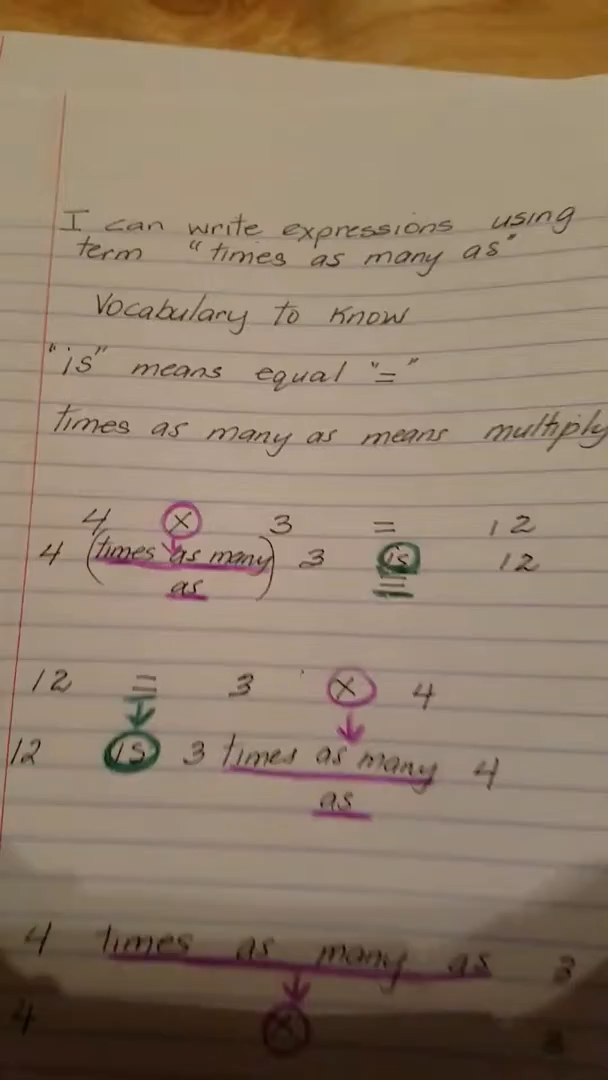 I can write expressions using
term "times as many as"
Vocabulary to know
"is" means equal "="
times as many as means multiply
4 × 3 = 12
4 (times as many 3 is 12
as) =
12 = 3 × 4
12 is 3 times as many 4
as
4 times as many as 3
4 ×